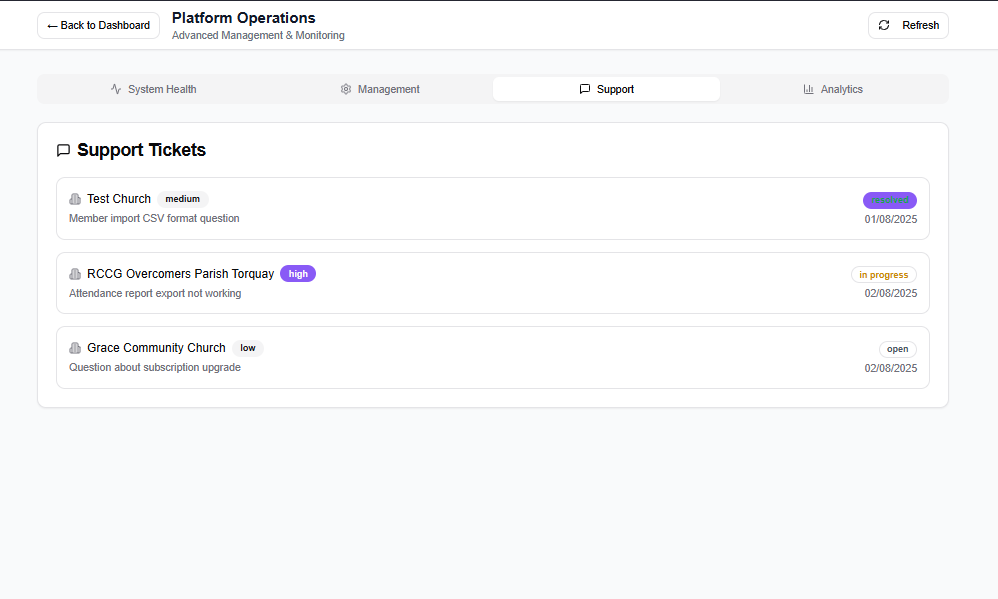 ← Back to Dashboard
Platform Operations
Advanced Management & Monitoring
Refresh
System Health
Management
Support
Analytics
Support Tickets
Test Church medium
resolved
Member import CSV format question
01/08/2025
RCCG Overcomers Parish Torquay high
in progress
Attendance report export not working
02/08/2025
Grace Community Church low
open
Question about subscription upgrade
02/08/2025